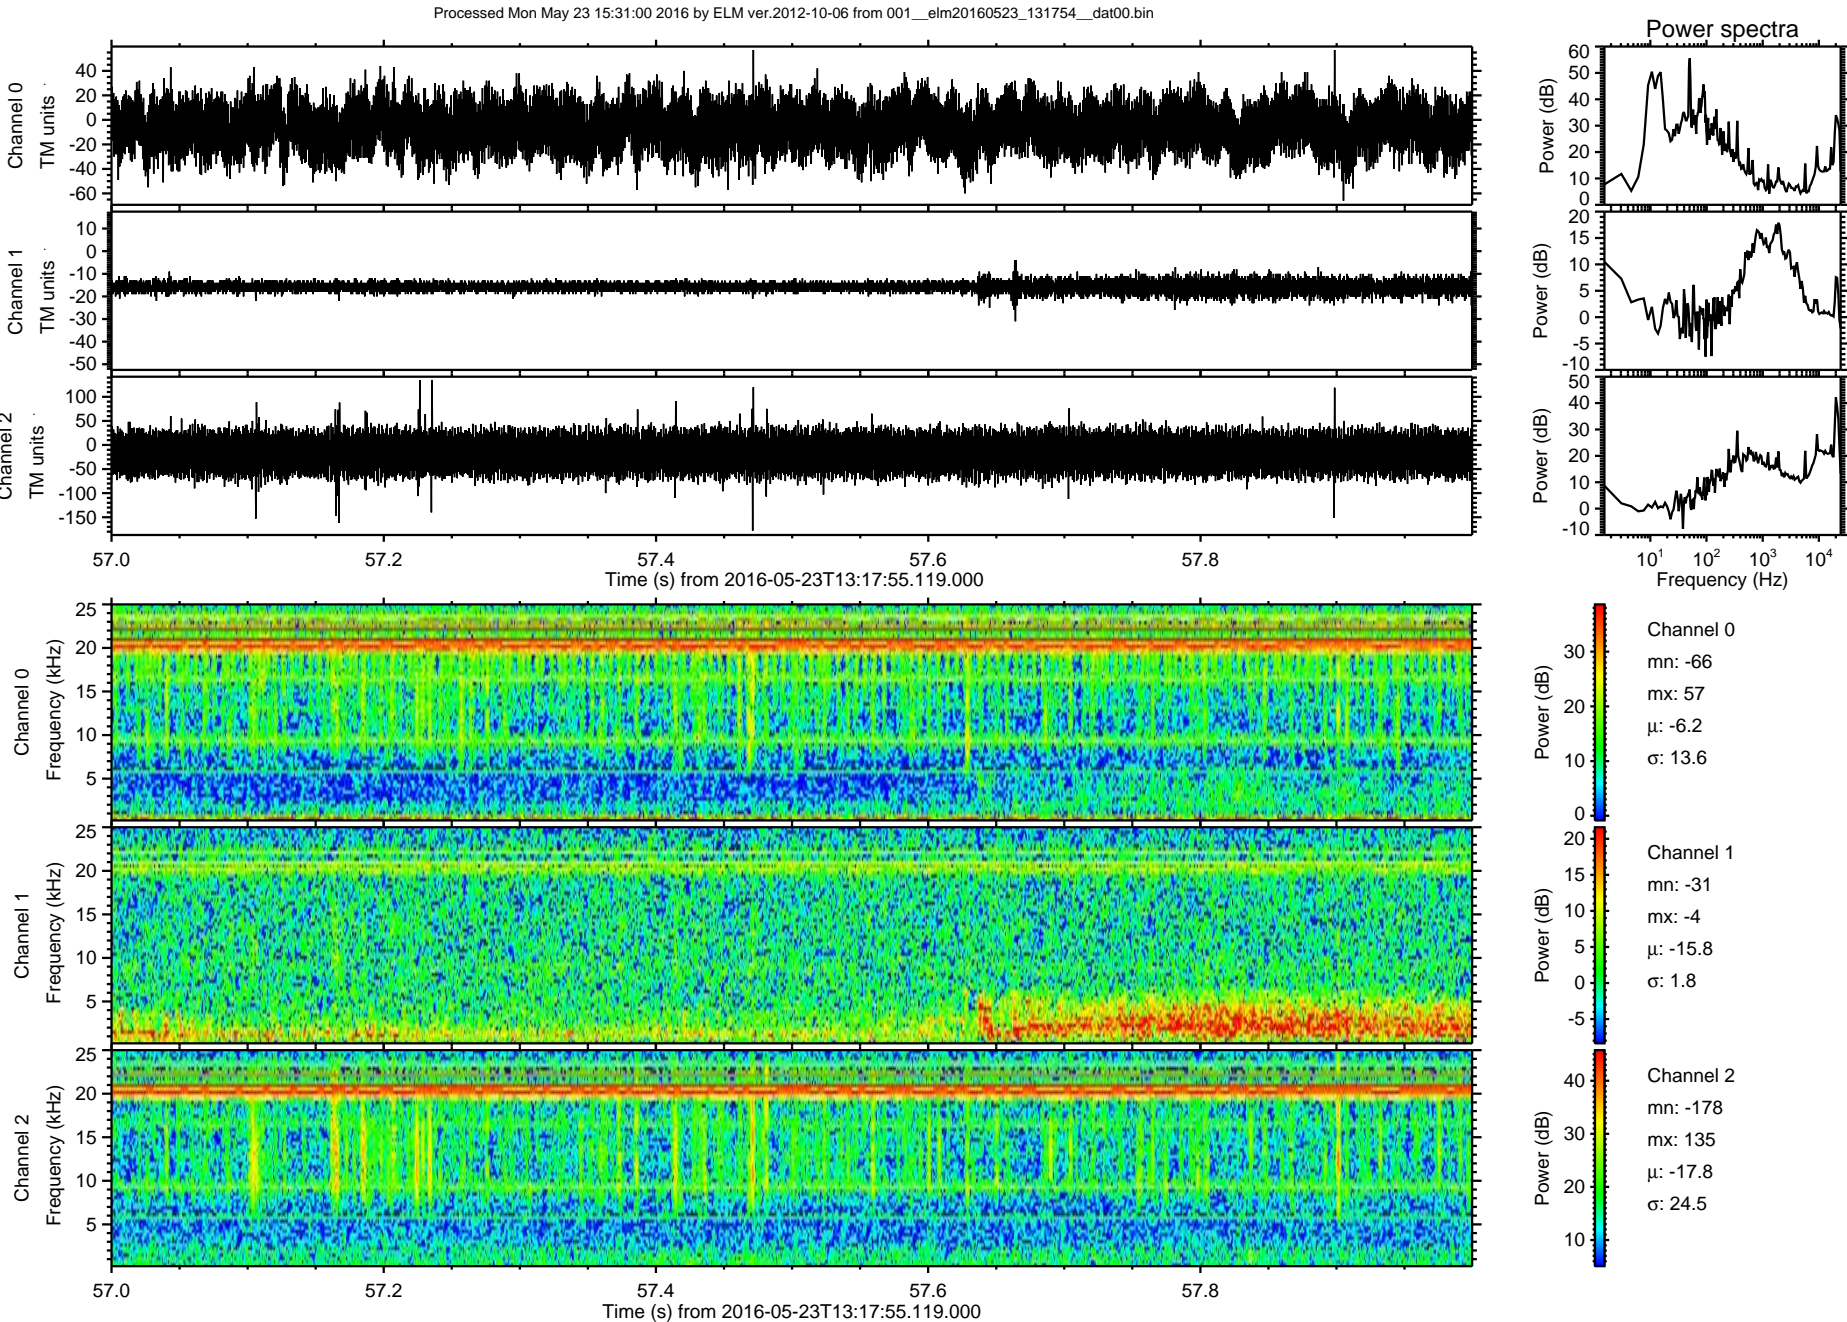 Processed Mon May 23 15:31:00 2016 by ELM ver.2012-10-06 from 001__elm20160523_131754__dat00.bin
Power spectra
Channel 0
TM units
40
20
0
-20
-40
-60
Power (dB)
60
50
40
30
20
10
0
Channel 1
TM units
10
0
-10
-20
-30
-40
-50
Power (dB)
20
15
10
5
0
-5
-10
Channel 2
TM units
100
50
0
-50
-100
-150
Power (dB)
50
40
30
20
10
0
-10
57.0 57.2 57.4 57.6 57.8
Time (s) from 2016-05-23T13:17:55.119.000
10^1 10^2 10^3 10^4
Frequency (Hz)
Channel 0
Frequency (kHz)
25
20
15
10
5
Power (dB)
30
20
10
0
Channel 0
mn: -66
mx: 57
μ: -6.2
σ: 13.6
Channel 1
Frequency (kHz)
25
20
15
10
5
Power (dB)
20
15
10
5
0
-5
Channel 1
mn: -31
mx: -4
μ: -15.8
σ: 1.8
Channel 2
Frequency (kHz)
25
20
15
10
5
Power (dB)
40
30
20
10
Channel 2
mn: -178
mx: 135
μ: -17.8
σ: 24.5
57.0 57.2 57.4 57.6 57.8
Time (s) from 2016-05-23T13:17:55.119.000